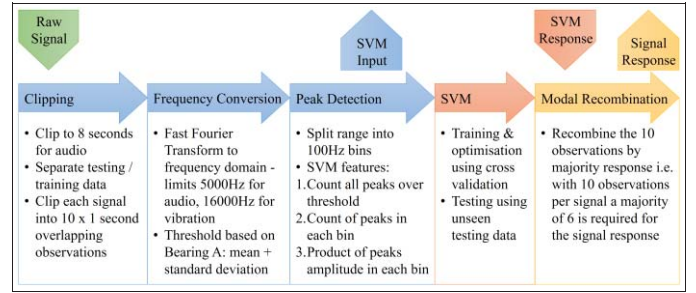 Raw
Signal
SVM
Input
SVM
Response
Signal
Response
Clipping
• Clip to 8 seconds
for audio
• Separate testing /
training data
• Clip each signal
into 10 x 1 second
overlapping
observations
Frequency Conversion
• Fast Fourier
Transform to
frequency domain -
limits 5000Hz for
audio, 16000Hz for
vibration
• Threshold based on
Bearing A: mean +
standard deviation
Peak Detection
• Split range into
100Hz bins
• SVM features:
1.Count all peaks over
threshold
2.Count of peaks in
each bin
3.Product of peaks
amplitude in each bin
SVM
• Training &
optimisation
using cross
validation
• Testing using
unseen
testing data
Modal Recombination
• Recombine the 10
observations by
majority response i.e.
with 10 observations
per signal a majority
of 6 is required for
the signal response